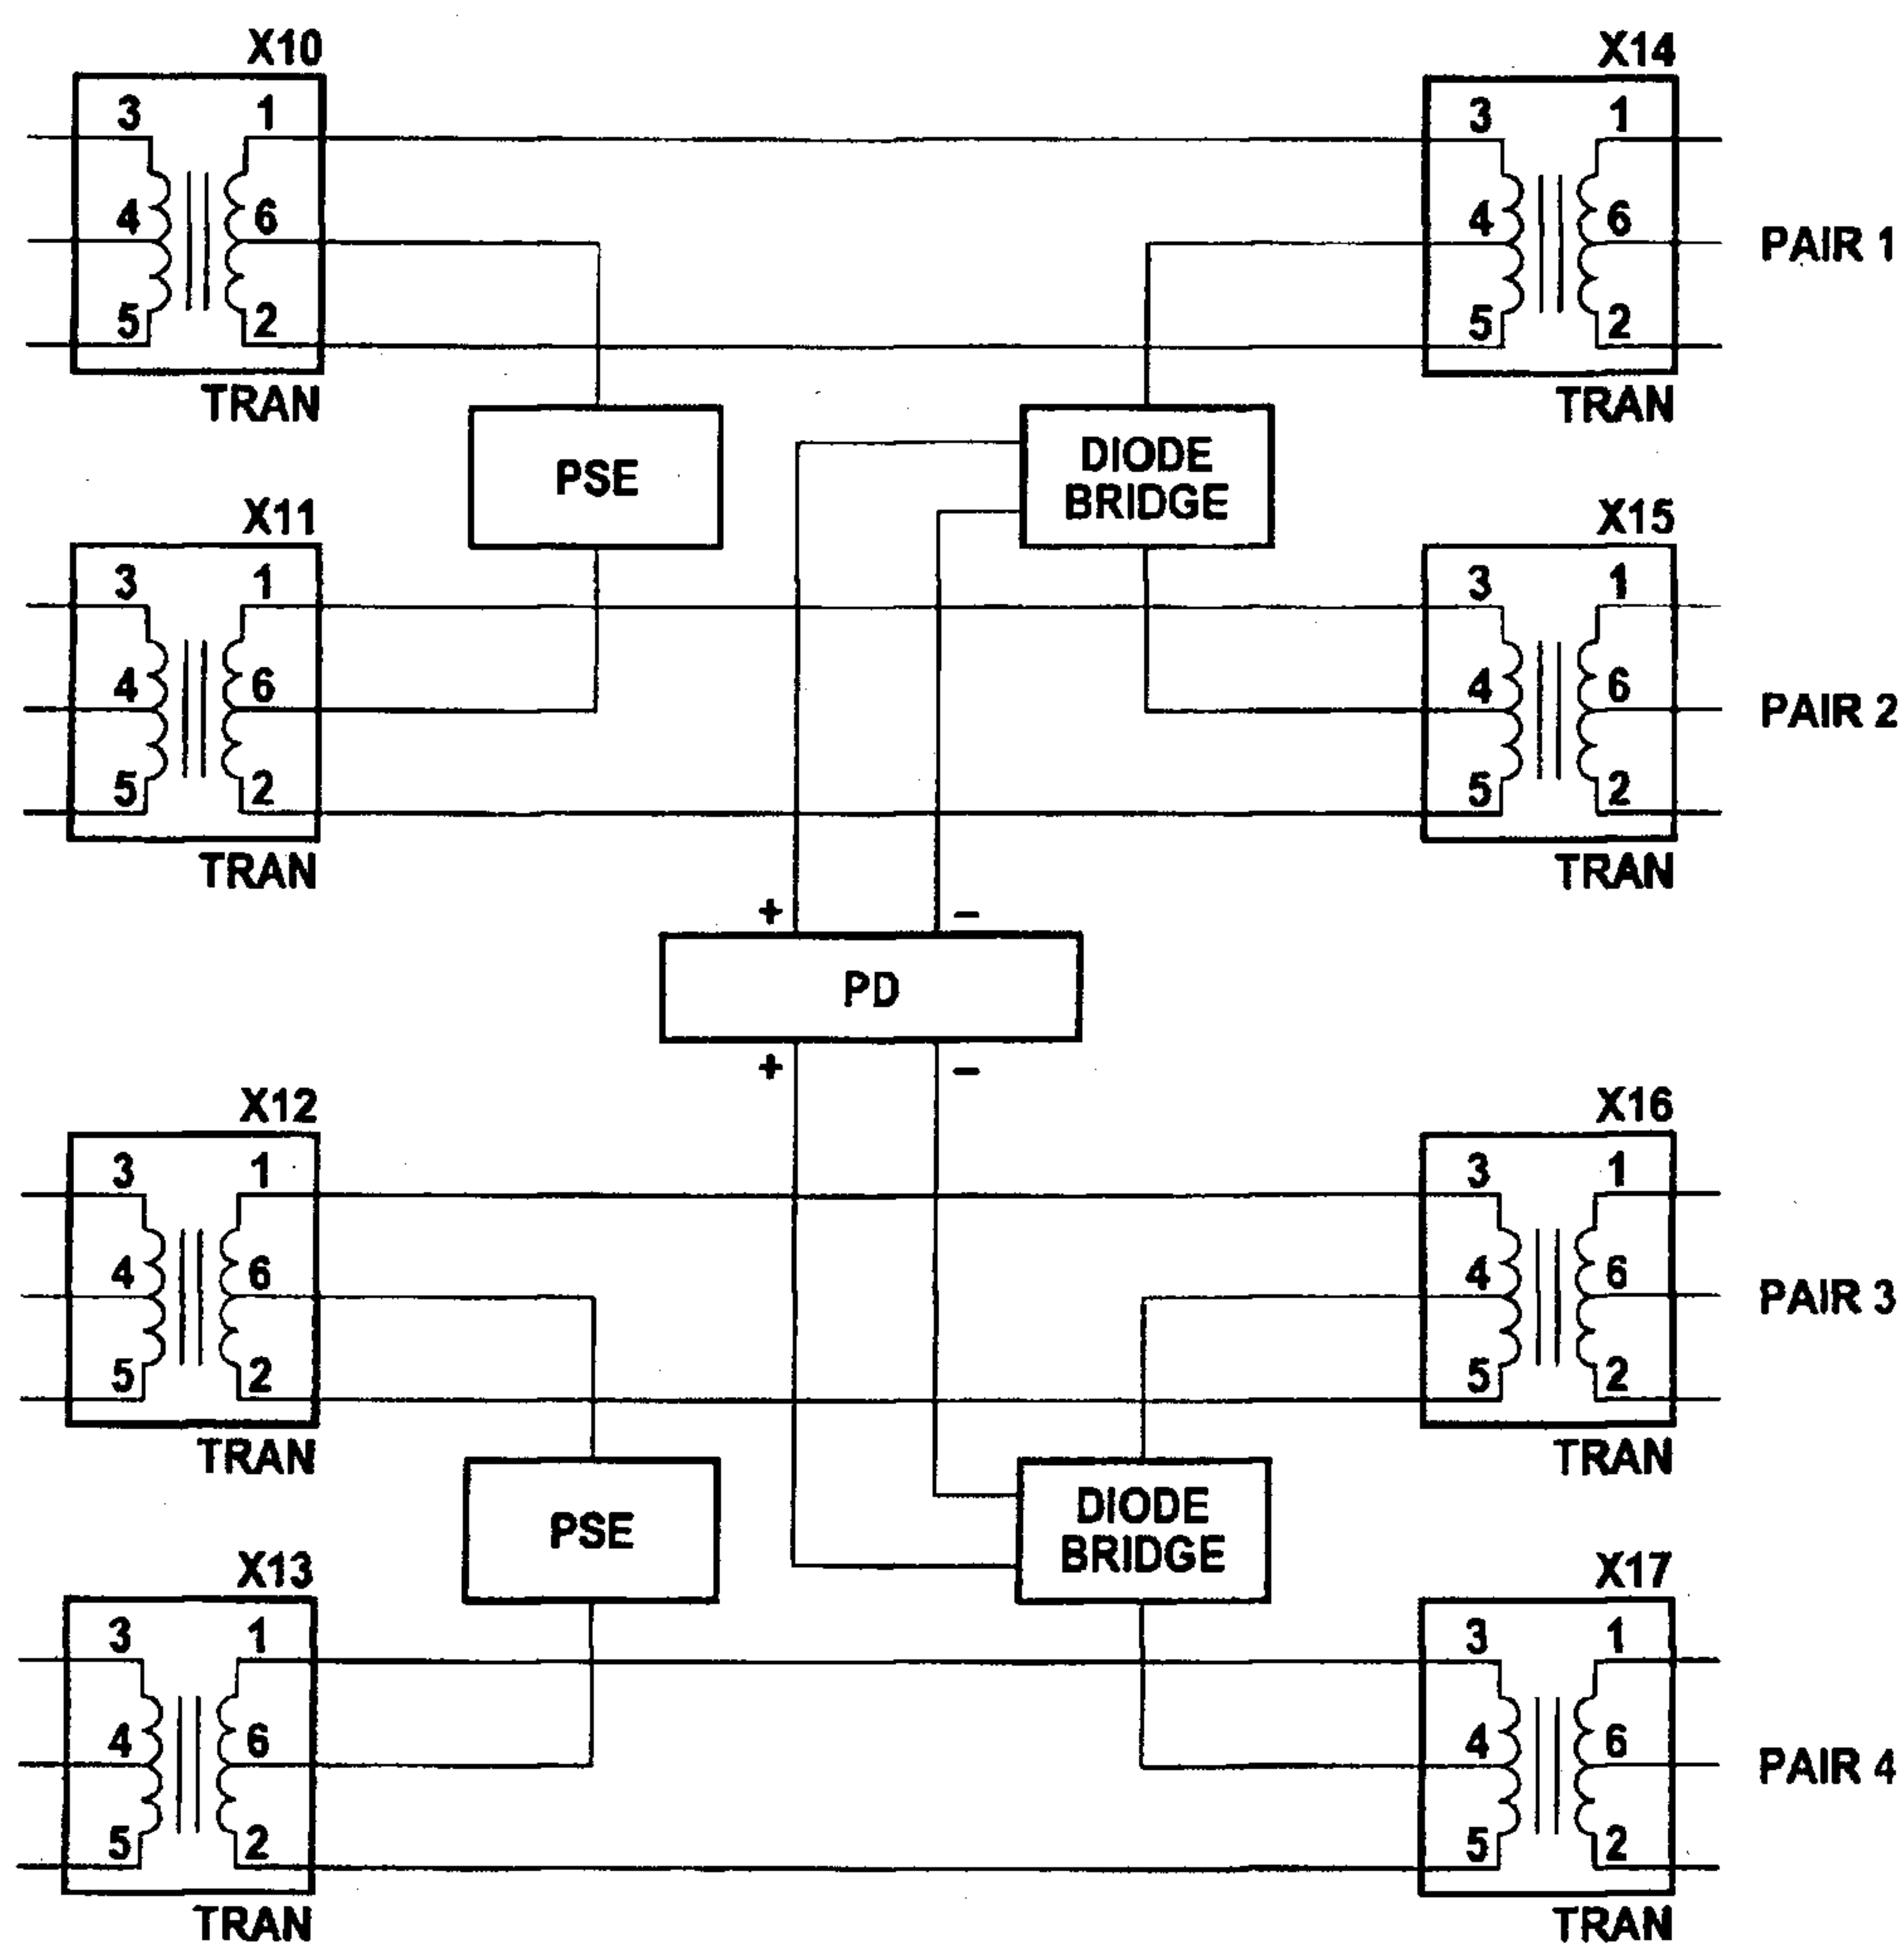 X10
X14
3 1
3 1
4 6
4 6
PAIR 1
5 2
5 2
TRAN
TRAN
PSE
DIODE
BRIDGE
X11
X15
3 1
3 1
4 6
4 6
PAIR 2
5 2
5 2
TRAN
TRAN
+ −
PD
+ −
X12
X16
3 1
3 1
4 6
4 6
PAIR 3
5 2
5 2
TRAN
TRAN
PSE
DIODE
BRIDGE
X13
X17
3 1
3 1
4 6
4 6
PAIR 4
5 2
5 2
TRAN
TRAN